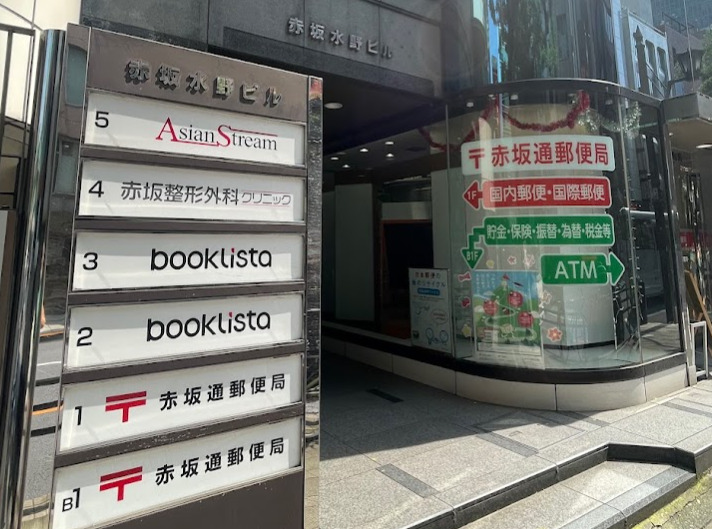 赤坂水野ビル
5 AsianStream
4 赤坂整形外科クリニック
3 booklista
2 booklista
1 〒 赤坂通郵便局
B1 〒 赤坂通郵便局
赤坂水野ビル
〒赤坂通郵便局
1F 国内郵便・国際郵便
貯金・保険・振替・為替・税金等
B1F
ATM